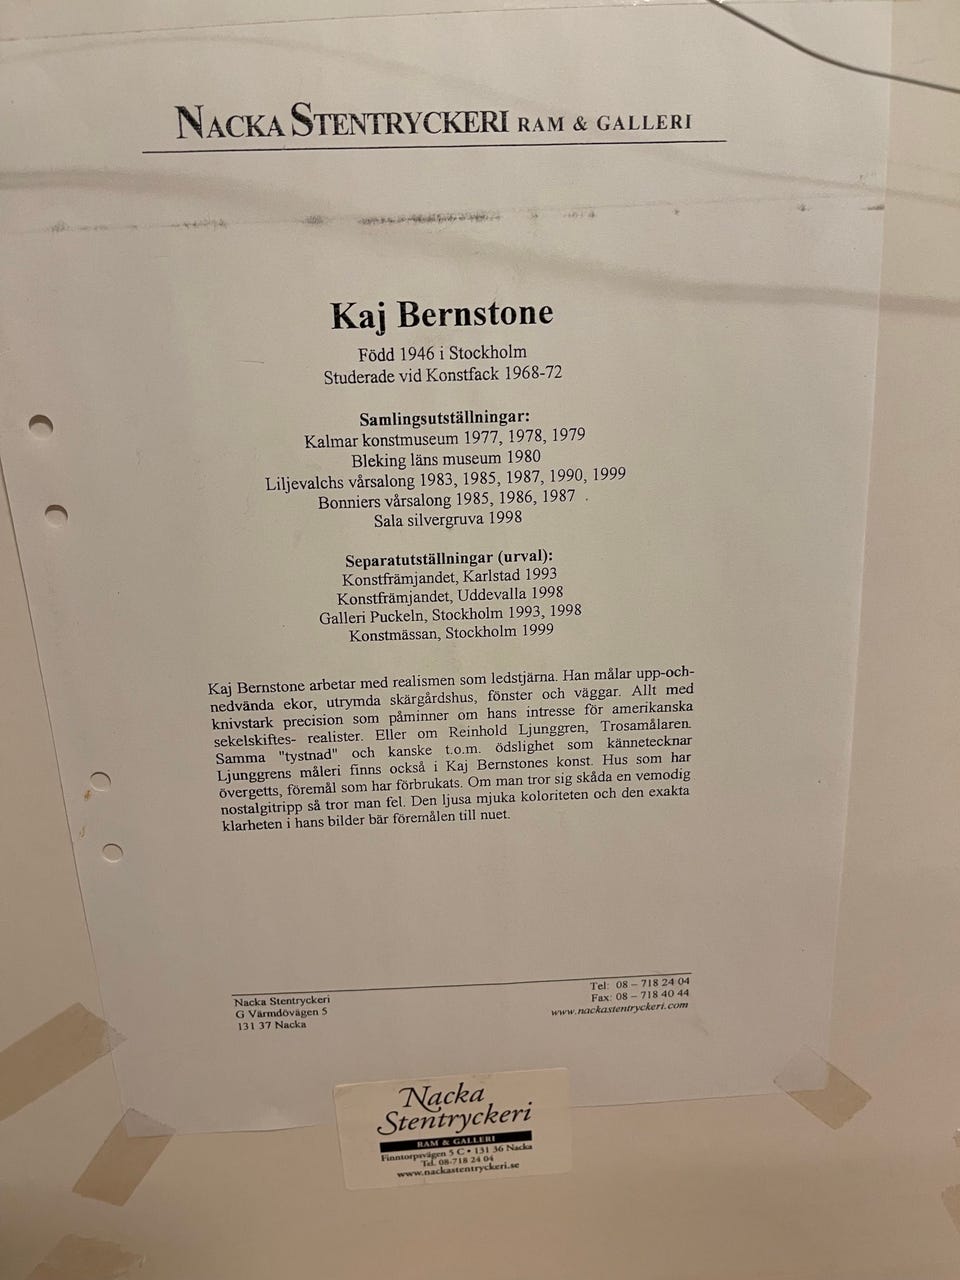 NACKA STENTRYCKERI RAM & GALLERI
Kaj Bernstone
Född 1946 i Stockholm
Studerade vid Konstfack 1968-72
Samlingsutställningar:
Kalmar konstmuseum 1977, 1978, 1979
Bleking läns museum 1980
Liljevalchs vårsalong 1983, 1985, 1987, 1990, 1999
Bonniers vårsalong 1985, 1986, 1987
Sala silvergruva 1998
Separatutställningar (urval):
Konstfrämjandet, Karlstad 1993
Konstfrämjandet, Uddevalla 1998
Galleri Puckeln, Stockholm 1993, 1998
Konstmässan, Stockholm 1999
Kaj Bernstone arbetar med realismen som ledstjärna. Han målar upp-och-
nedvända ekor, utrymda skärgårdshus, fönster och väggar. Allt med
knivstark precision som påminner om hans intresse för amerikanska
sekelskiftes- realister. Eller om Reinhold Ljunggren, Trosamålaren.
Samma "tystnad" och kanske t.o.m. ödslighet som kännetecknar
Ljunggrens måleri finns också i Kaj Bernstones konst. Hus som har
övergetts, föremål som har förbrukats. Om man tror sig skåda en vemodig
nostalgitripp så tror man fel. Den ljusa mjuka koloriteten och den exakta
klarheten i hans bilder bär föremålen till nuet.
Nacka Stentryckeri
G Värmdövägen 5
131 37 Nacka
Tel: 08 – 718 24 04
Fax: 08 – 718 40 44
www.nackastentryckeri.com
Nacka
Stentryckeri
RAM & GALLERI
Finntorpsvägen 5 C • 131 36 Nacka
Tel. 08-718 24 04
www.nackastentryckeri.se